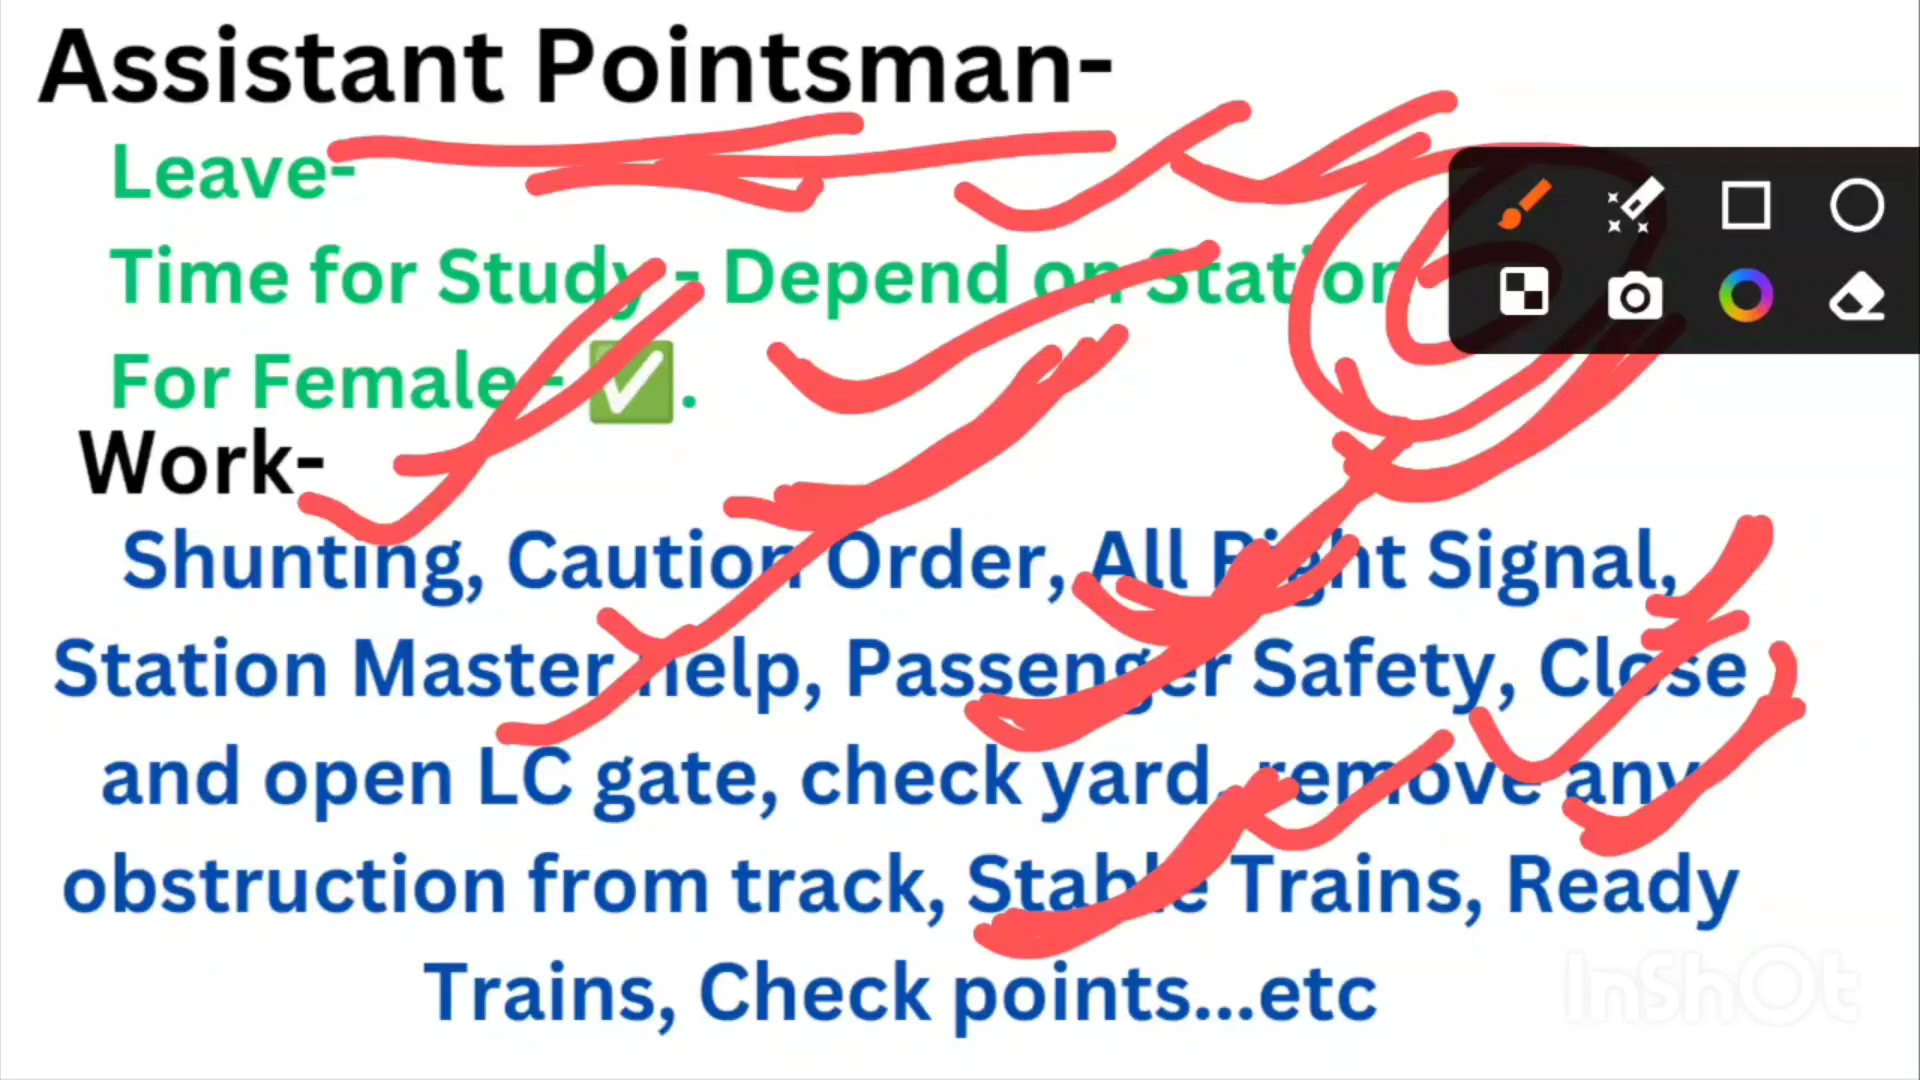 Assistant Pointsman-
Leave-
Time for Study - Depend on Station
For Female - ✅.
Work-
Shunting, Caution Order, All Right Signal,
Station Master help, Passenger Safety, Close
and open LC gate, check yard, remove any
obstruction from track, Stable Trains, Ready
Trains, Check points...etc
InShOt